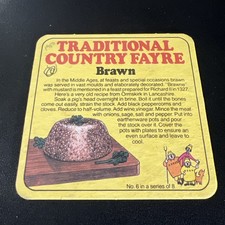 TRADITIONAL
COUNTRY FAYRE
Brawn
In the Middle Ages, at feasts and special occasions brawn
was served in vast moulds and elaborately decorated. "Brawne"
with mustard is mentioned in a feast prepared for Richard II in 1327.
Here's a very old recipe from Ormskirk in Lancashire.
Soak a pig's head overnight in brine. Boil it until the bones
come out easily, strain the stock. Add black peppercorns and
cloves. Reduce to half-volume. Add wine, vinegar. Mince the meat
with onions, sage, salt and pepper. Put into
earthenware pots and pour
the stock over it. Cover the
pots with plates to ensure an
even surface and leave to
cool.
No. 6 in a series of 8